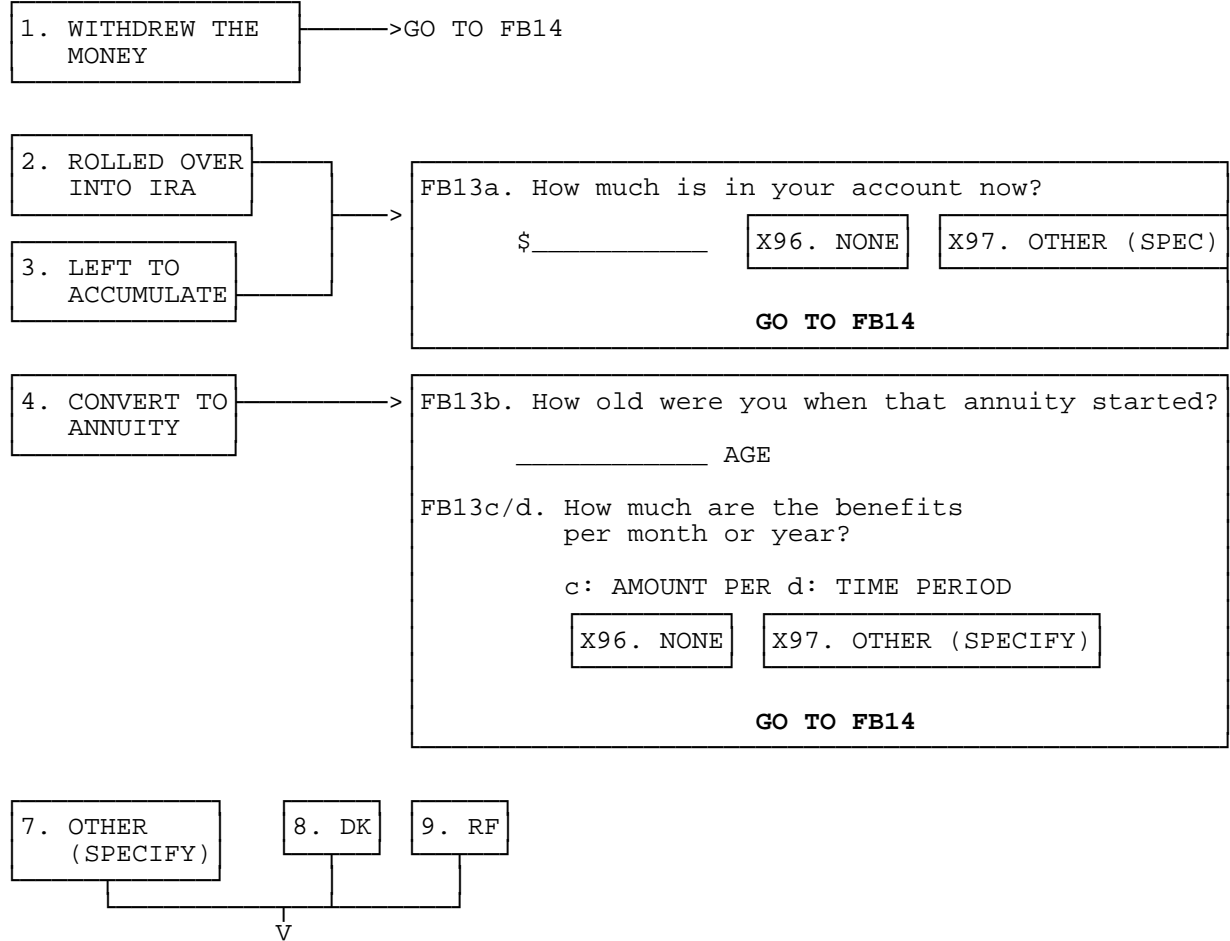 1. WITHDREW THE
MONEY
>GO TO FB14
2. ROLLED OVER
INTO IRA
3. LEFT TO
ACCUMULATE
>
FB13a. How much is in your account now?
$____________ X96. NONE X97. OTHER (SPEC)
GO TO FB14
4. CONVERT TO
ANNUITY
>
FB13b. How old were you when that annuity started?
____________ AGE
FB13c/d. How much are the benefits
per month or year?
c: AMOUNT PER d: TIME PERIOD
X96. NONE X97. OTHER (SPECIFY)
GO TO FB14
7. OTHER
(SPECIFY)
8. DK
9. RF
V